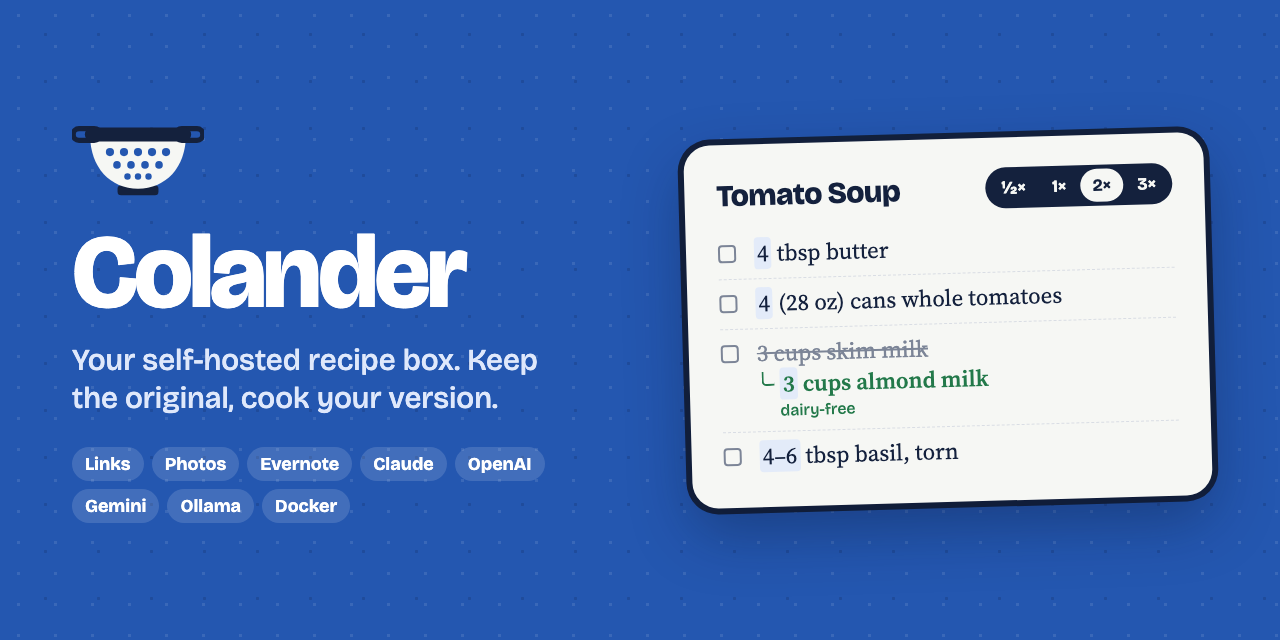 Colander
Your self-hosted recipe box. Keep
the original, cook your version.
Links Photos Evernote Claude OpenAI
Gemini Ollama Docker
Tomato Soup ½× 1× 2× 3×
4 tbsp butter
4 (28 oz) cans whole tomatoes
3 cups skim milk
3 cups almond milk
dairy-free
4–6 tbsp basil, torn